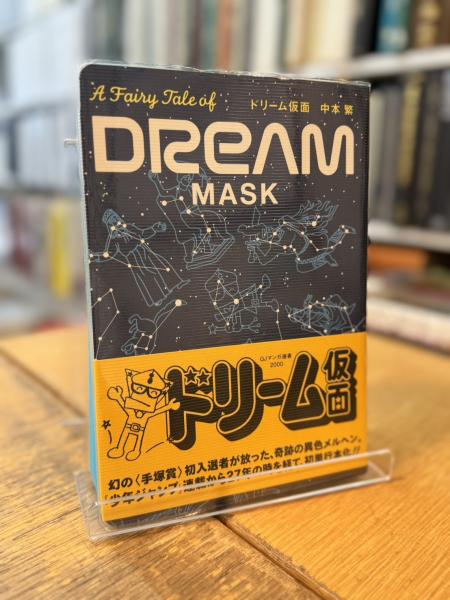 A Fairy Tale of
ドリーム仮面 中本 繁
DREAM
MASK
QJマンガ選書
2000
ドリーム仮面
幻の〈手塚賞〉初入選者が放った、奇跡の異色メルヘン。
「少年ジャンプ」連載から27年の時を経て、初単行本化!!